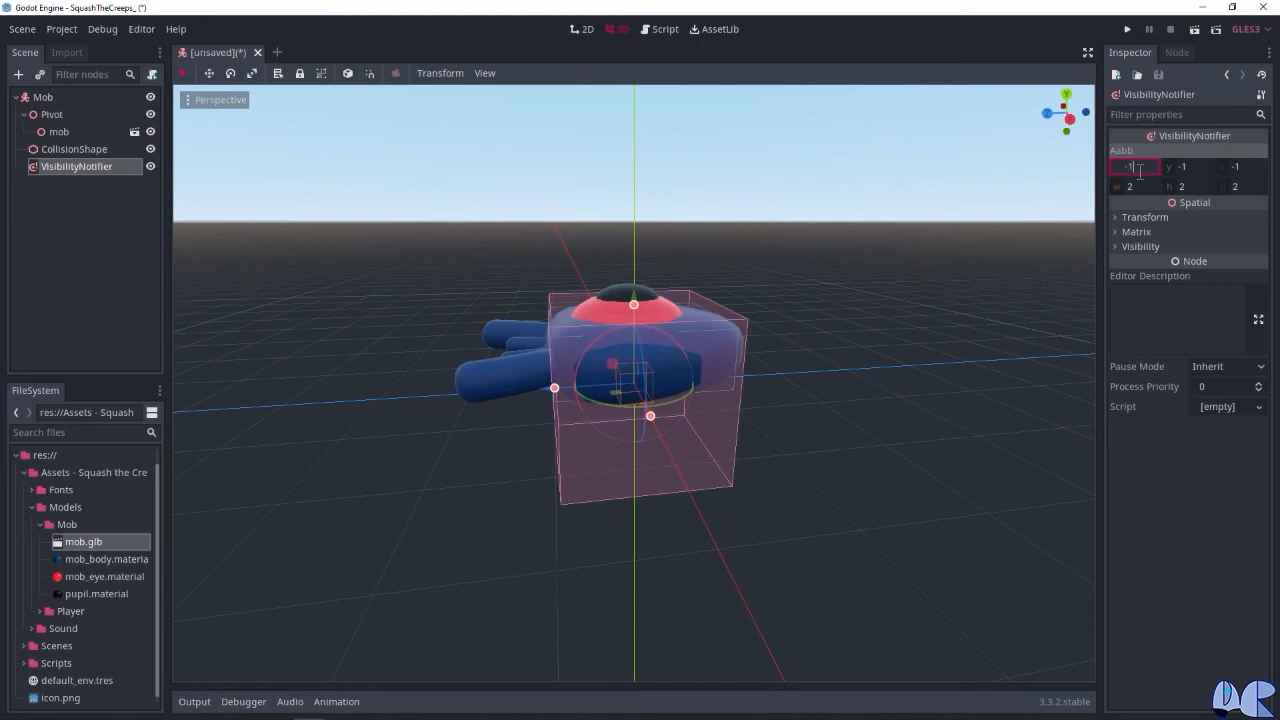 Godot Engine - SquashTheCreeps_ (*)
Scene Project Debug Editor Help
2D 3D Script AssetLib
GLES3
Scene Import
[unsaved](*)
Inspector Node
Filter nodes
Transform View
VisibilityNotifier
Mob
Perspective
Y
Filter properties
Pivot
mob
VisibilityNotifier
CollisionShape
Aabb
VisibilityNotifier
-1 y -1 -1
w 2 h 2 2
Spatial
Transform
Matrix
Visibility
Node
Editor Description
Pause Mode Inherit
Process Priority 0
Script [empty]
FileSystem
res://Assets - Squash
Search files
res://
Assets - Squash the Cre
Fonts
Models
Mob
mob.glb
mob_body.materia
mob_eye.material
pupil.material
Player
Sound
Scenes
Scripts
default_env.tres
icon.png
Output Debugger Audio Animation
3.3.2.stable